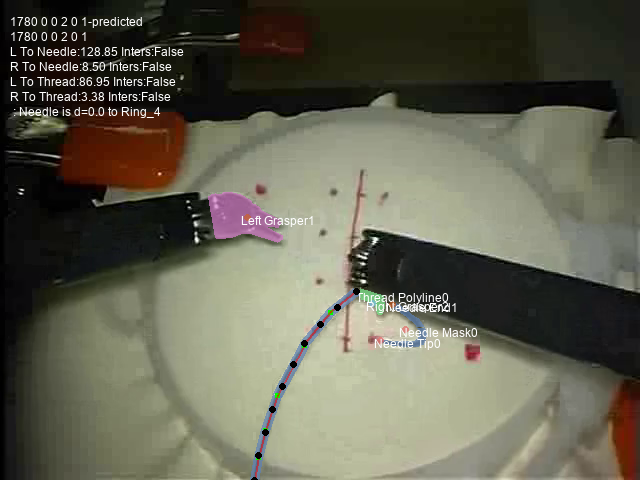 1780 0 0 2 0 1-predicted
1780 0 0 2 0 1
L To Needle:128.85 Inters:False
R To Needle:8.50 Inters:False
L To Thread:86.95 Inters:False
R To Thread:3.38 Inters:False
: Needle is d=0.0 to Ring_4
Left Grasper1
Thread Polyline0
Needle Mask0
Needle Tip0